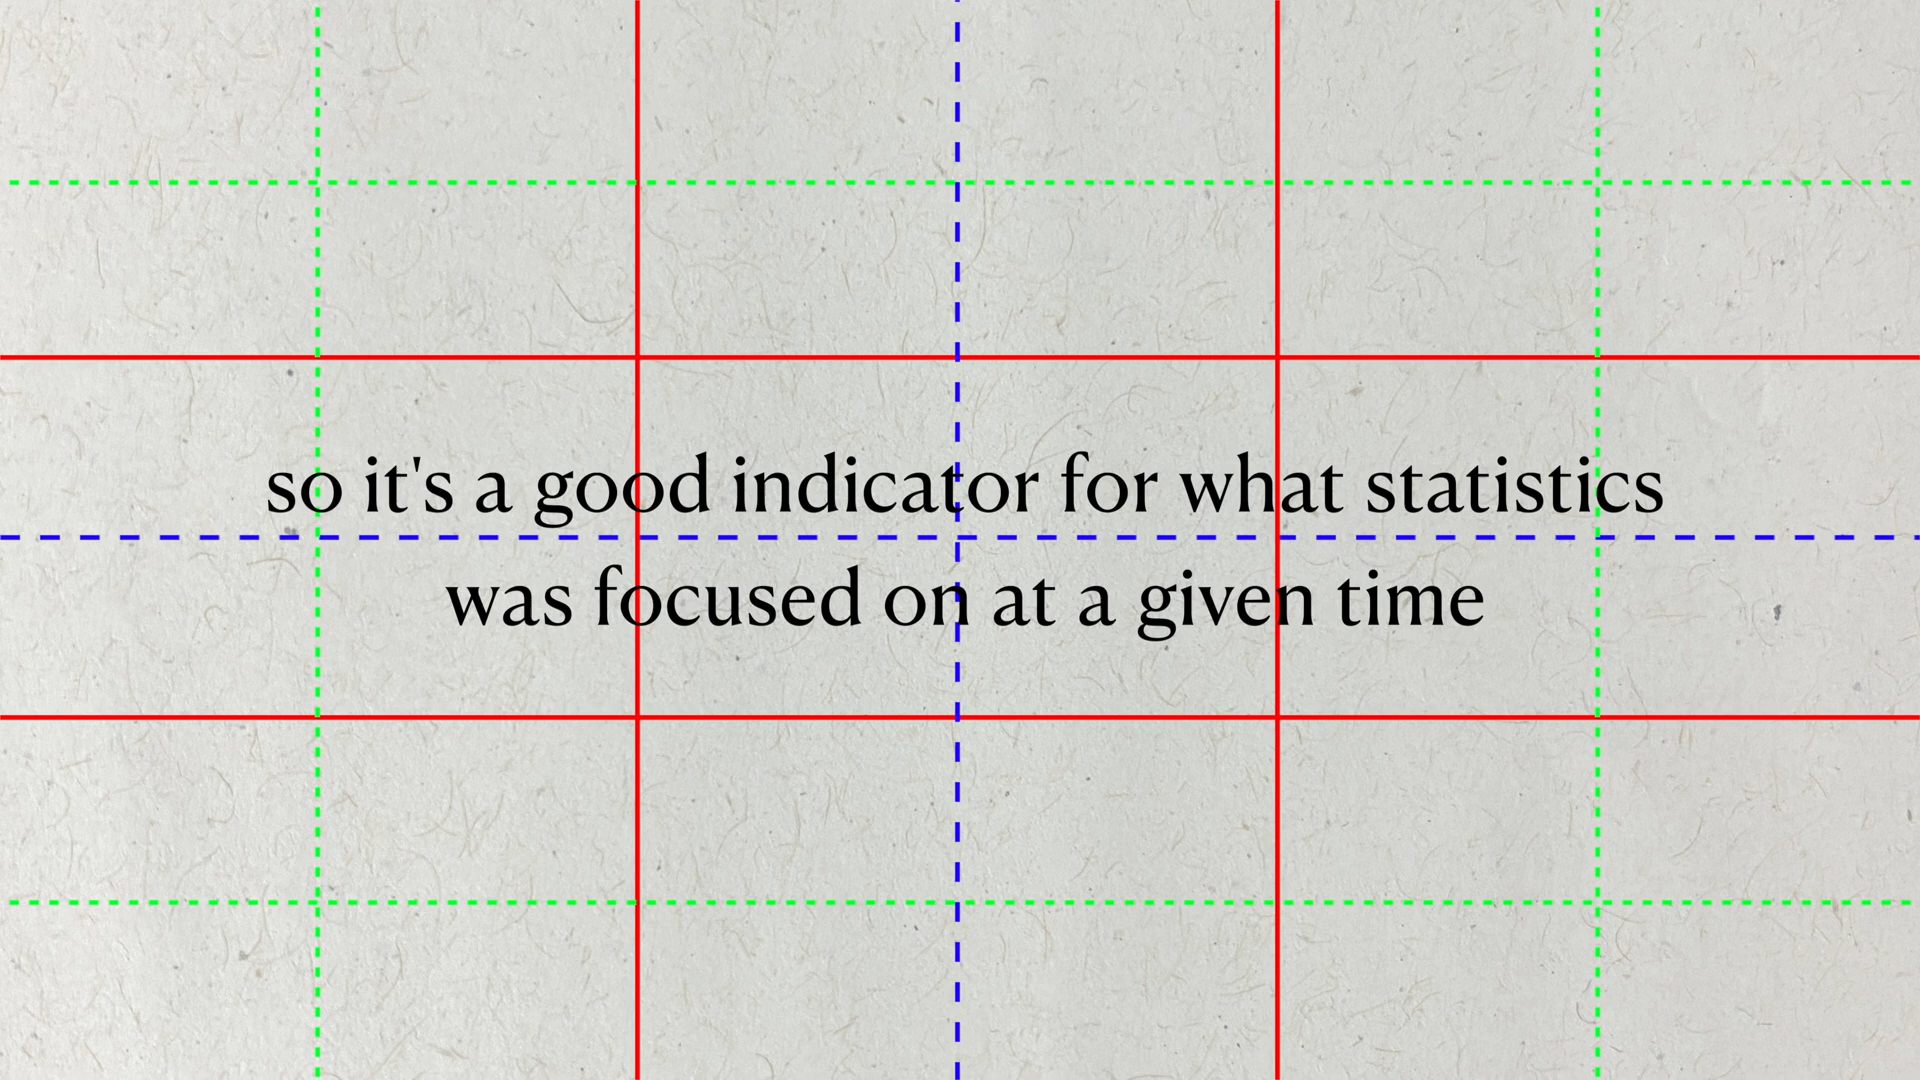 so it's a good indicator for what statistics
was focused on at a given time